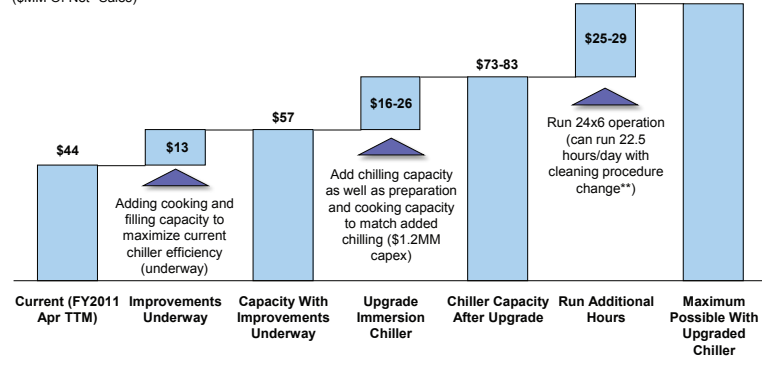 ($MM Of Net Sales)
$25-29
$73-83
$16-26
$57
$44
$13
Run 24x6 operation
(can run 22.5
hours/day with
cleaning procedure
change**)
Add chilling capacity
as well as preparation
and cooking capacity
to match added
chilling ($1.2MM
capex)
Adding cooking and
filling capacity to
maximize current
chiller efficiency
(underway)
Current (FY2011
Apr TTM)
Improvements
Underway
Capacity With
Improvements
Underway
Upgrade
Immersion
Chiller
Chiller Capacity
After Upgrade
Run Additional
Hours
Maximum
Possible With
Upgraded
Chiller